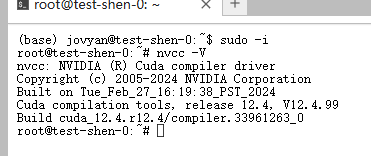 root@test-shen-0: ~
(base) jovyan@test-shen-0:~$ sudo -i
root@test-shen-0:~# nvcc -V
nvcc: NVIDIA (R) Cuda compiler driver
Copyright (c) 2005-2024 NVIDIA Corporation
Built on Tue_Feb_27_16:19:38_PST_2024
Cuda compilation tools, release 12.4, V12.4.99
Build cuda_12.4.r12.4/compiler.33961263_0
root@test-shen-0:~#